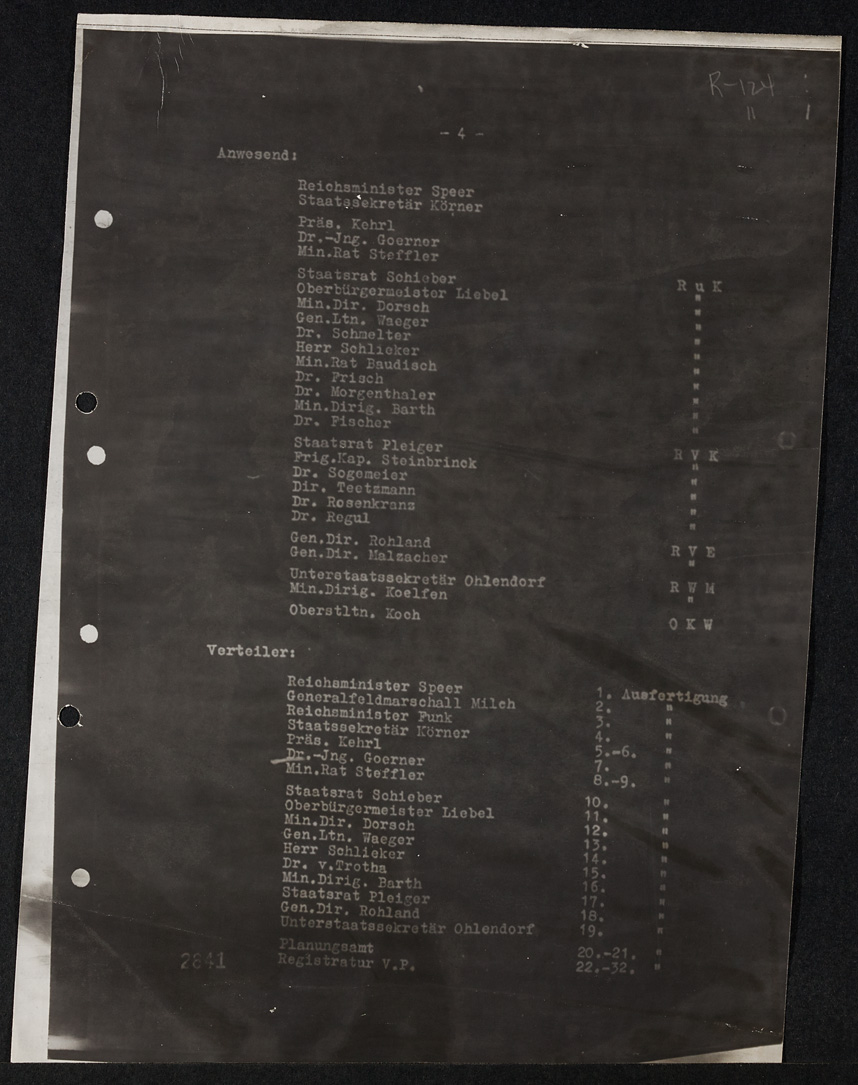 R-124
- 4 -
Anwesend:
Reichsminister Speer
Staatssekretär Körner
Präs. Kehrl
Dr.-Jng. Goerner
Min.Rat Steffler
Staatsrat Schieber R u K
Oberbürgermeister Liebel "
Min.Dir. Dorsch "
Gen.Ltn. Waeger "
Dr. Schmelter "
Herr Schlieker "
Min.Rat Baudisch "
Dr. Frisch "
Dr. Morgenthaler "
Min.Dirig. Barth "
Dr. Fischer "
Staatsrat Pleiger R V K
Frig.Kap. Steinbrinck "
Dr. Sogemeier "
Dir. Teetzmann "
Dr. Rosenkranz "
Dr. Regul "
Gen.Dir. Rohland R V E
Gen.Dir. Malzacher "
Unterstaatssekretär Ohlendorf R W M
Min.Dirig. Koelfen "
Oberstltn. Koch O K W
Verteiler:
Reichsminister Speer 1. Ausfertigung
Generalfeldmarschall Milch 2. "
Reichsminister Funk 3. "
Staatssekretär Körner 4. "
Präs. Kehrl 5.-6. "
Dr.-Jng. Goerner 7. "
Min.Rat Steffler 8.-9. "
Staatsrat Schieber 10. "
Oberbürgermeister Liebel 11. "
Min.Dir. Dorsch 12. "
Gen.Ltn. Waeger 13. "
Herr Schlieker 14. "
Dr. v.Trotha 15. "
Min.Dirig. Barth 16. "
Staatsrat Pleiger 17. "
Gen.Dir. Rohland 18. "
Unterstaatssekretär Ohlendorf 19. "
Planungsamt 20.-21. "
Registratur V.P. 22.-32. "
2841